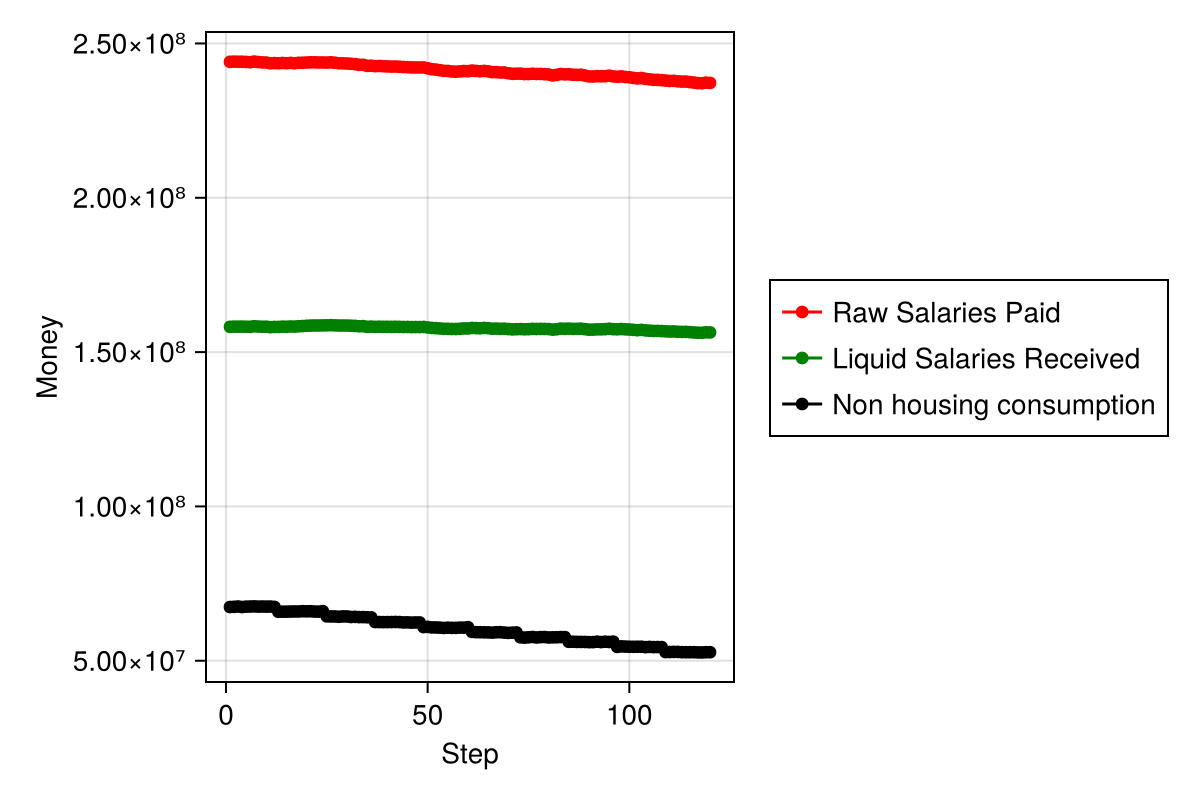 2.50×10⁸
2.00×10⁸
1.50×10⁸
1.00×10⁸
5.00×10⁷
Money
0 50 100
Step
Raw Salaries Paid
Liquid Salaries Received
Non housing consumption